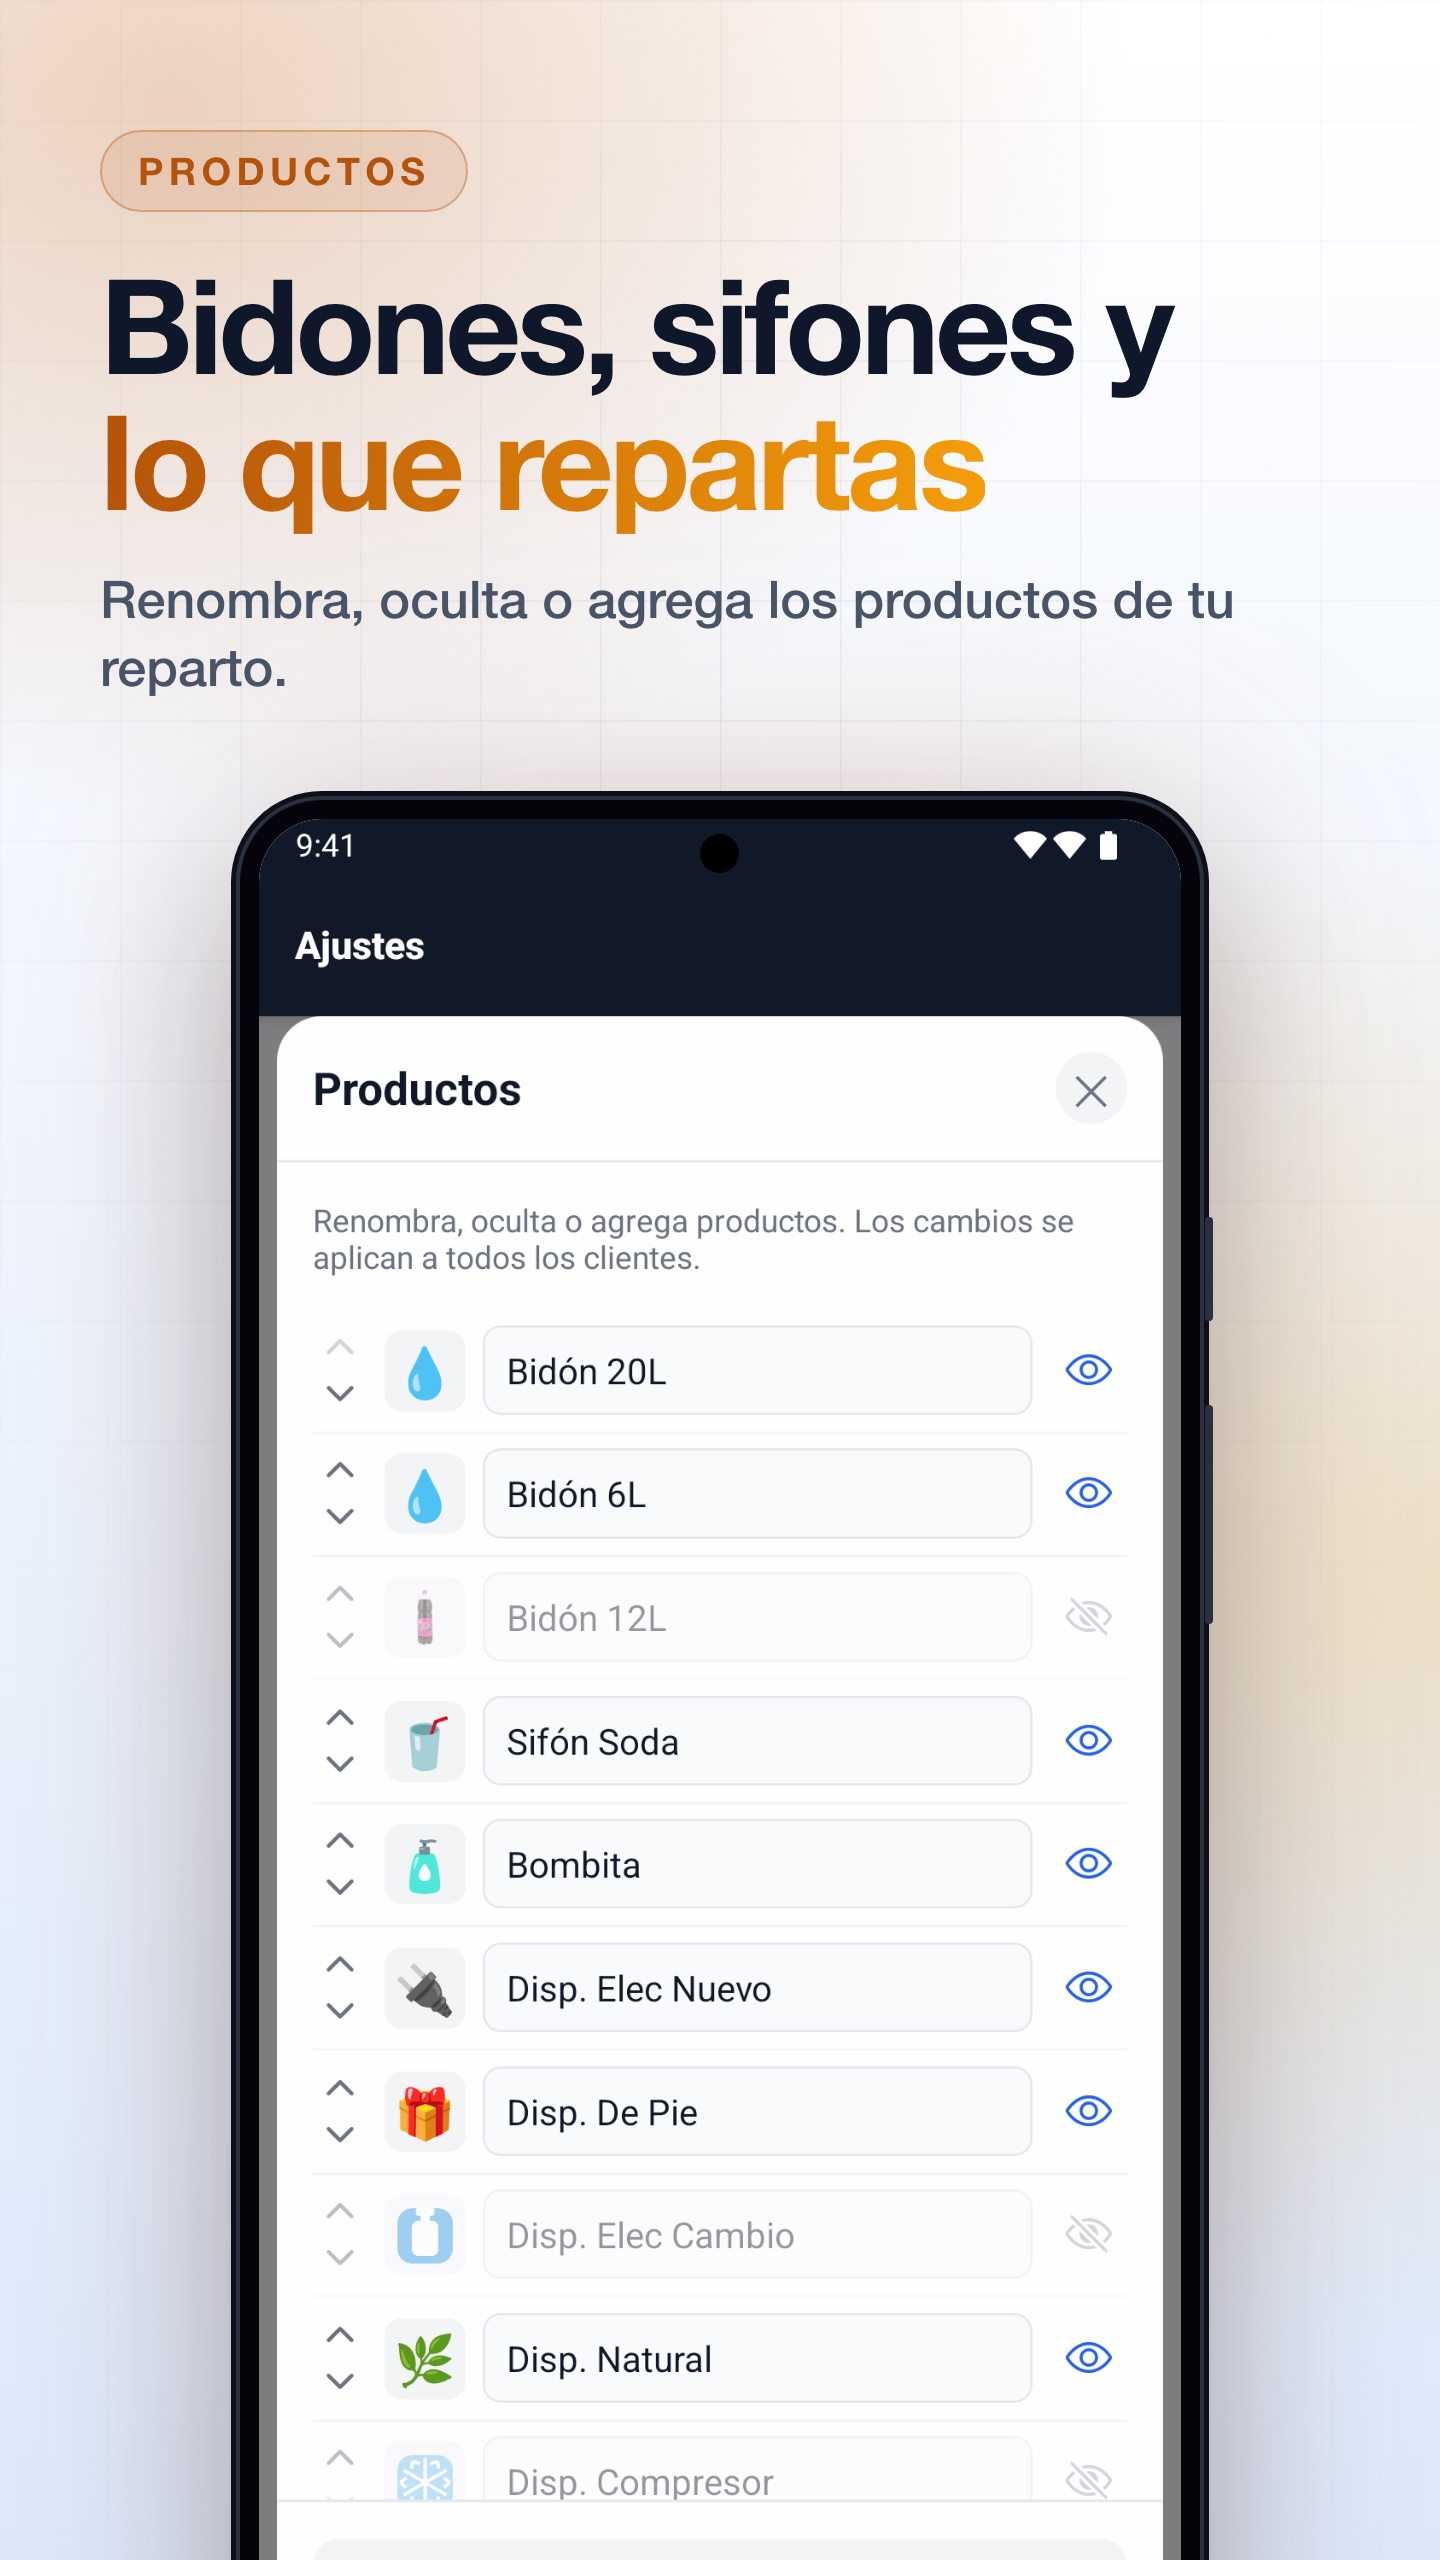 PRODUCTOS
Bidones, sifones y
lo que repartas
Renombra, oculta o agrega los productos de tu
reparto.
9:41
Ajustes
Productos
Renombra, oculta o agrega productos. Los cambios se
aplican a todos los clientes.
Bidón 20L
Bidón 6L
Bidón 12L
Sifón Soda
Bombita
Disp. Elec Nuevo
Disp. De Pie
Disp. Elec Cambio
Disp. Natural
Disp. Compresor